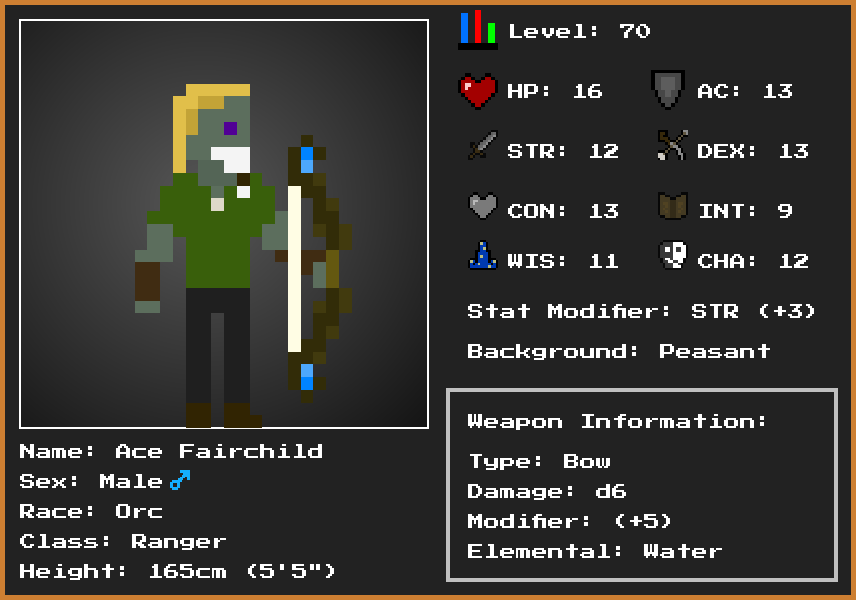 Level: 70
HP: 16 AC: 13
STR: 12 DEX: 13
CON: 13 INT: 9
WIS: 11 CHA: 12
Stat Modifier: STR (+3)
Background: Peasant
Weapon Information:
Type: Bow
Damage: d6
Modifier: (+5)
Elemental: Water
Name: Ace Fairchild
Sex: Male ♂
Race: Orc
Class: Ranger
Height: 165cm (5'5")